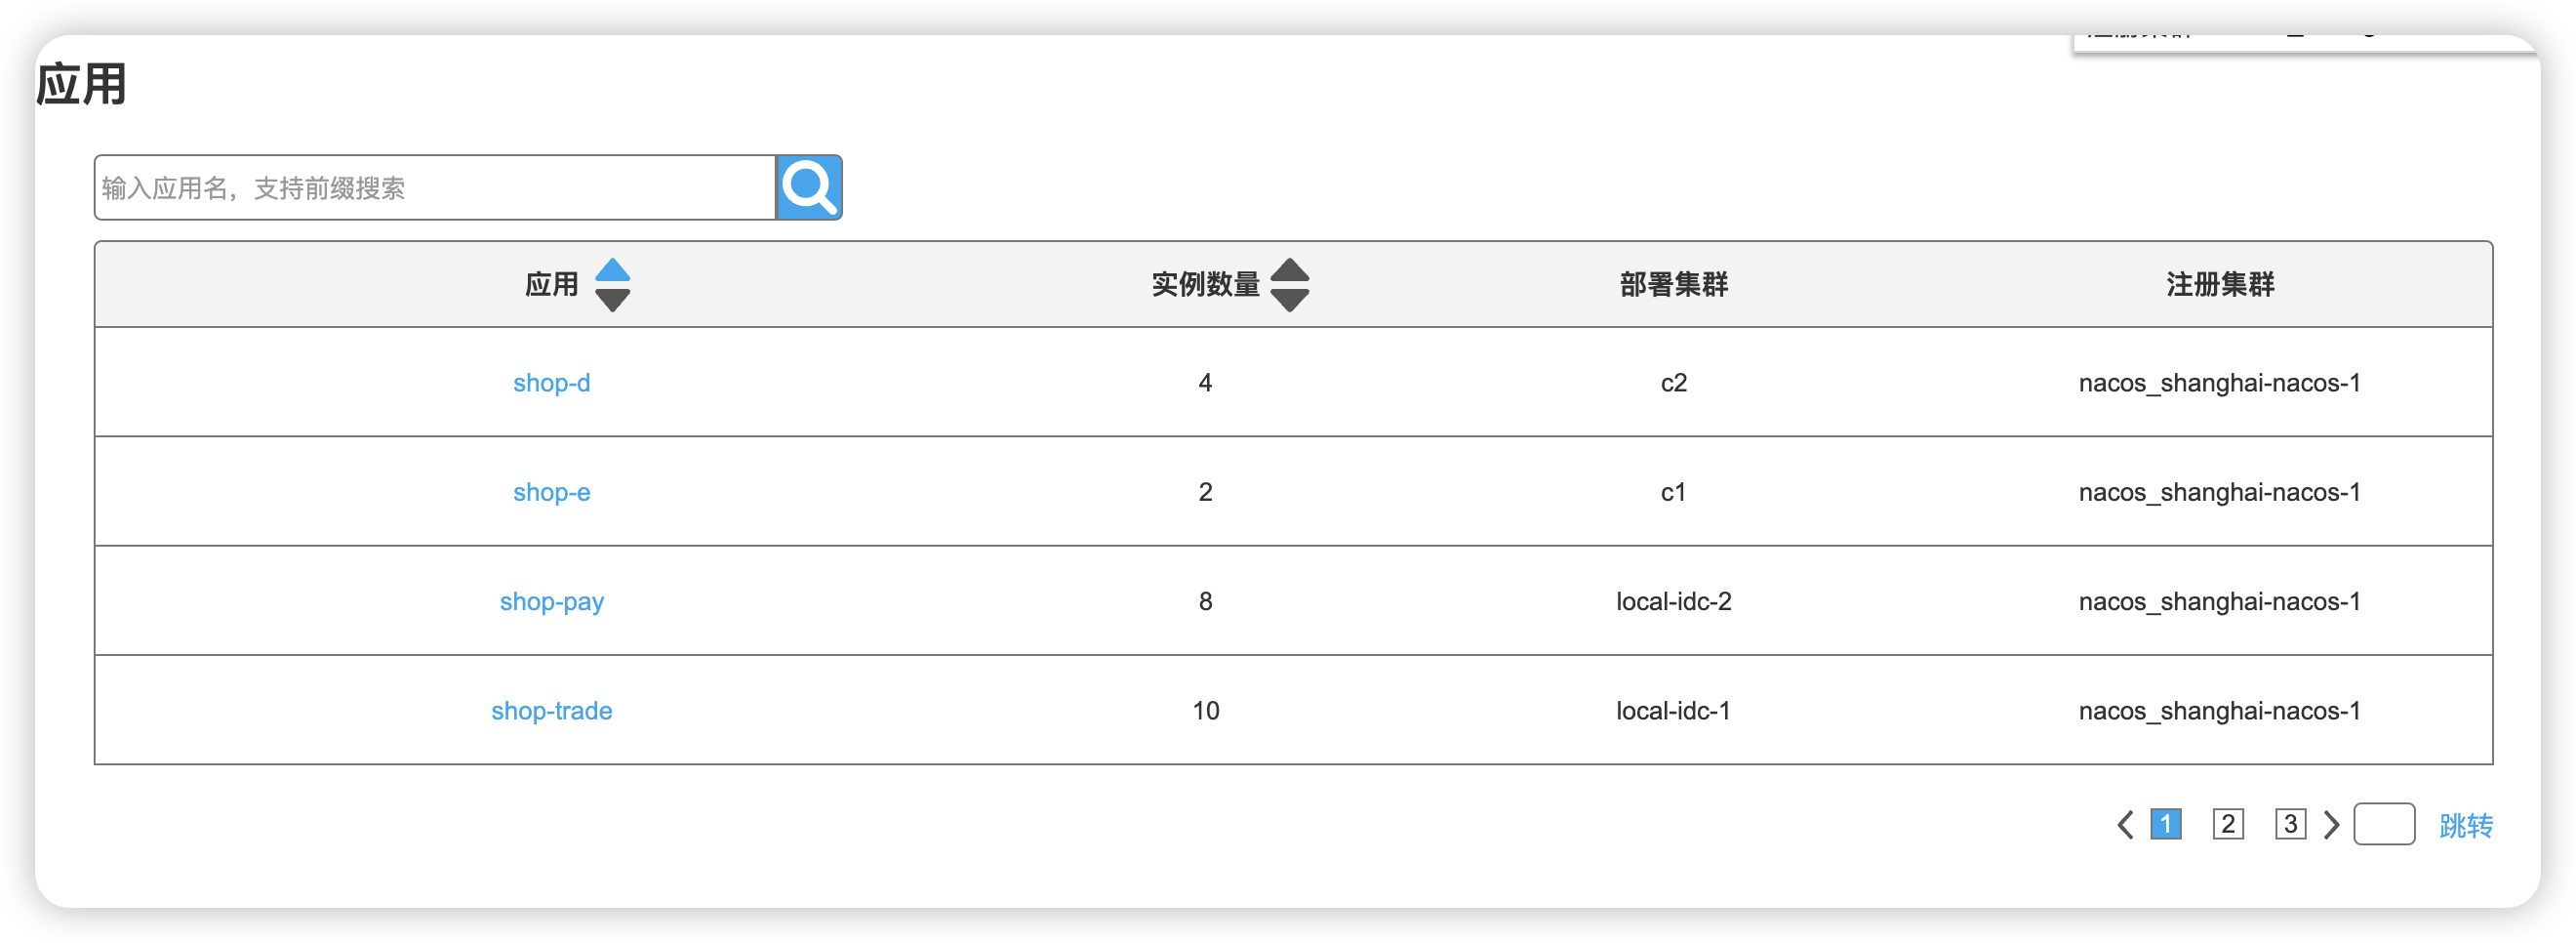 应用
输入应用名，支持前缀搜索
应用 实例数量 部署集群 注册集群
shop-d 4 c2 nacos_shanghai-nacos-1
shop-e 2 c1 nacos_shanghai-nacos-1
shop-pay 8 local-idc-2 nacos_shanghai-nacos-1
shop-trade 10 local-idc-1 nacos_shanghai-nacos-1
1 2 3 跳转